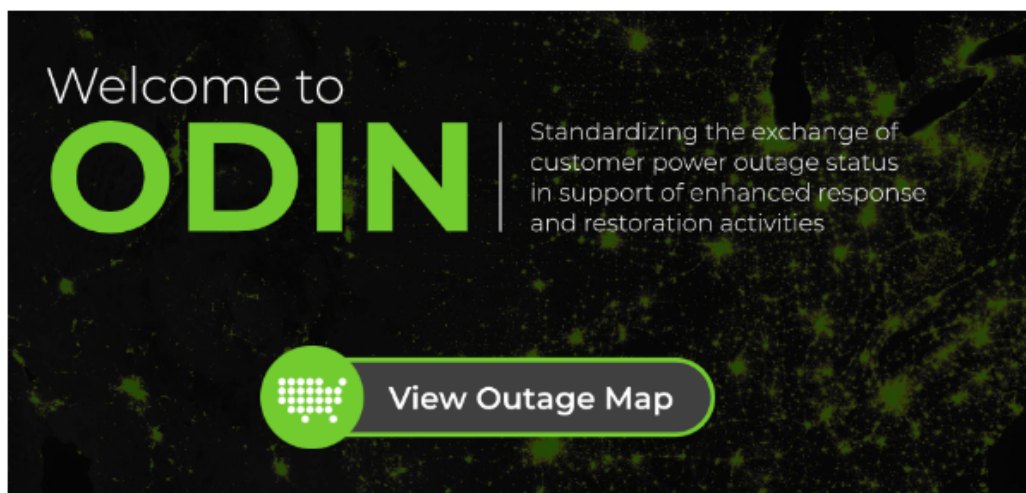 Welcome to
ODIN
Standardizing the exchange of
customer power outage status
in support of enhanced response
and restoration activities
View Outage Map